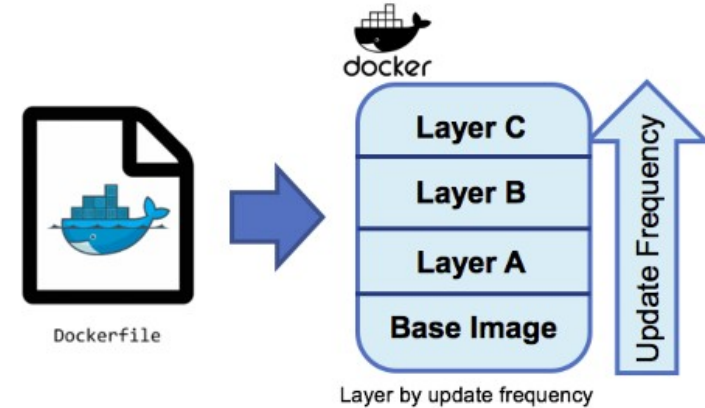 docker
Layer C
Layer B
Layer A
Base Image
Update Frequency
Dockerfile
Layer by update frequency